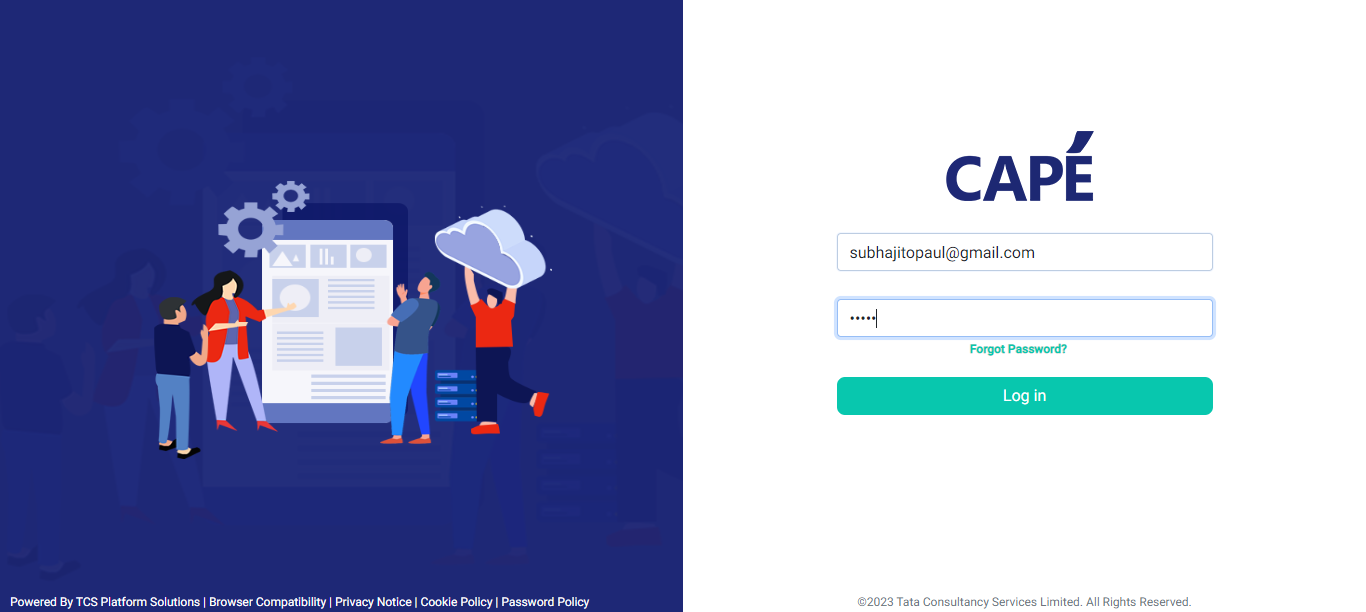 CAPÉ
subhajitopaul@gmail.com
•••••
Forgot Password?
Log in
Powered By TCS Platform Solutions | Browser Compatibility | Privacy Notice | Cookie Policy | Password Policy
©2023 Tata Consultancy Services Limited. All Rights Reserved.